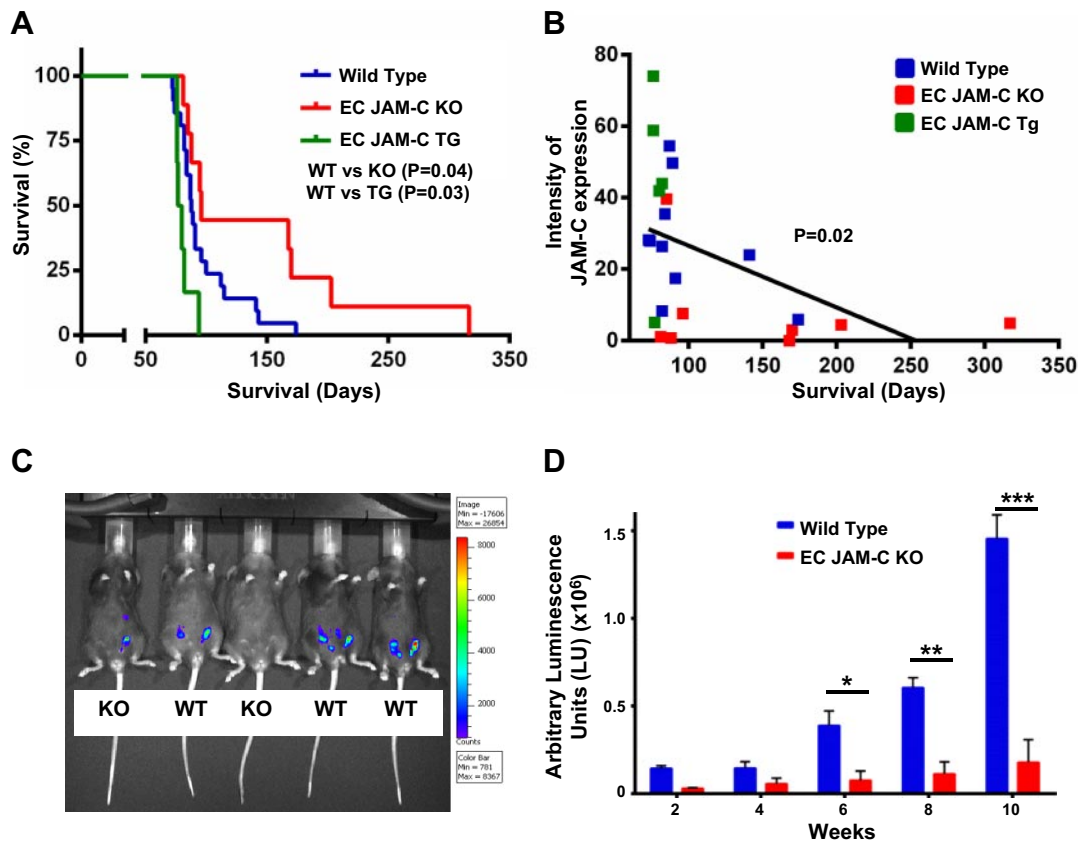 A
Survival (%)
100
75
50
25
0
0
50
150
250
350
Survival (Days)
Wild Type
EC JAM-C KO
EC JAM-C TG
WT vs KO (P=0.04)
WT vs TG (P=0.03)
B
Intensity of
JAM-C expression
80
60
40
20
0
100
150
200
250
300
350
Survival (Days)
Wild Type
EC JAM-C KO
EC JAM-C Tg
P=0.02
C
KO
WT
KO
WT
WT
Image
Min = -17606
Max = 26854
8000
6000
4000
2000
Counts
Color Bar
Min = 781
Max = 8367
D
Arbitrary Luminescence
Units (LU) (x10⁶)
1.5
1.0
0.5
0
2
4
6
8
10
Weeks
Wild Type
EC JAM-C KO
*
**
***